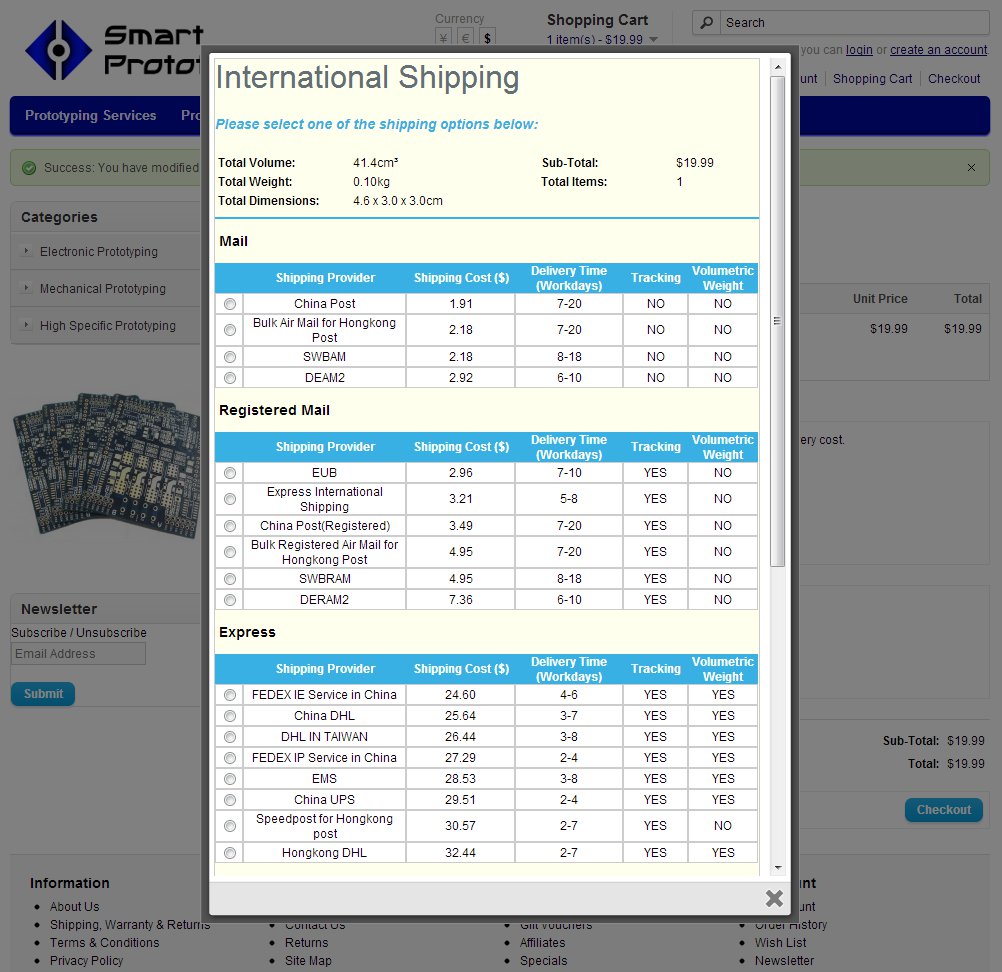 Smart
Protot
Currency
¥ € $
Shopping Cart
1 item(s) - $19.99
Search
you can login or create an account
unt Shopping Cart Checkout
Prototyping Services Pro
Success: You have modified
Categories
Electronic Prototyping
Mechanical Prototyping
High Specific Prototyping
Newsletter
Subscribe / Unsubscribe
Email Address
Submit
International Shipping
Please select one of the shipping options below:
Total Volume: 41.4cm³ Sub-Total: $19.99
Total Weight: 0.10kg Total Items: 1
Total Dimensions: 4.6 x 3.0 x 3.0cm
Mail
Shipping Provider Shipping Cost ($) Delivery Time (Workdays) Tracking Volumetric Weight
China Post 1.91 7-20 NO NO
Bulk Air Mail for Hongkong Post 2.18 7-20 NO NO
SWBAM 2.18 8-18 NO NO
DEAM2 2.92 6-10 NO NO
Registered Mail
Shipping Provider Shipping Cost ($) Delivery Time (Workdays) Tracking Volumetric Weight
EUB 2.96 7-10 YES NO
Express International Shipping 3.21 5-8 YES NO
China Post(Registered) 3.49 7-20 YES NO
Bulk Registered Air Mail for Hongkong Post 4.95 7-20 YES NO
SWBRAM 4.95 8-18 YES NO
DERAM2 7.36 6-10 YES NO
Express
Shipping Provider Shipping Cost ($) Delivery Time (Workdays) Tracking Volumetric Weight
FEDEX IE Service in China 24.60 4-6 YES YES
China DHL 25.64 3-7 YES YES
DHL IN TAIWAN 26.44 3-8 YES YES
FEDEX IP Service in China 27.29 2-4 YES YES
EMS 28.53 3-8 YES YES
China UPS 29.51 2-4 YES YES
Speedpost for Hongkong post 30.57 2-7 YES NO
Hongkong DHL 32.44 2-7 YES YES
Unit Price Total
$19.99 $19.99
ery cost.
Sub-Total: $19.99
Total: $19.99
Checkout
Information
About Us
Shipping, Warranty & Returns
Terms & Conditions
Privacy Policy
Contact Us
Returns
Site Map
Gift Vouchers
Affiliates
Specials
unt
unt
Order History
Wish List
Newsletter